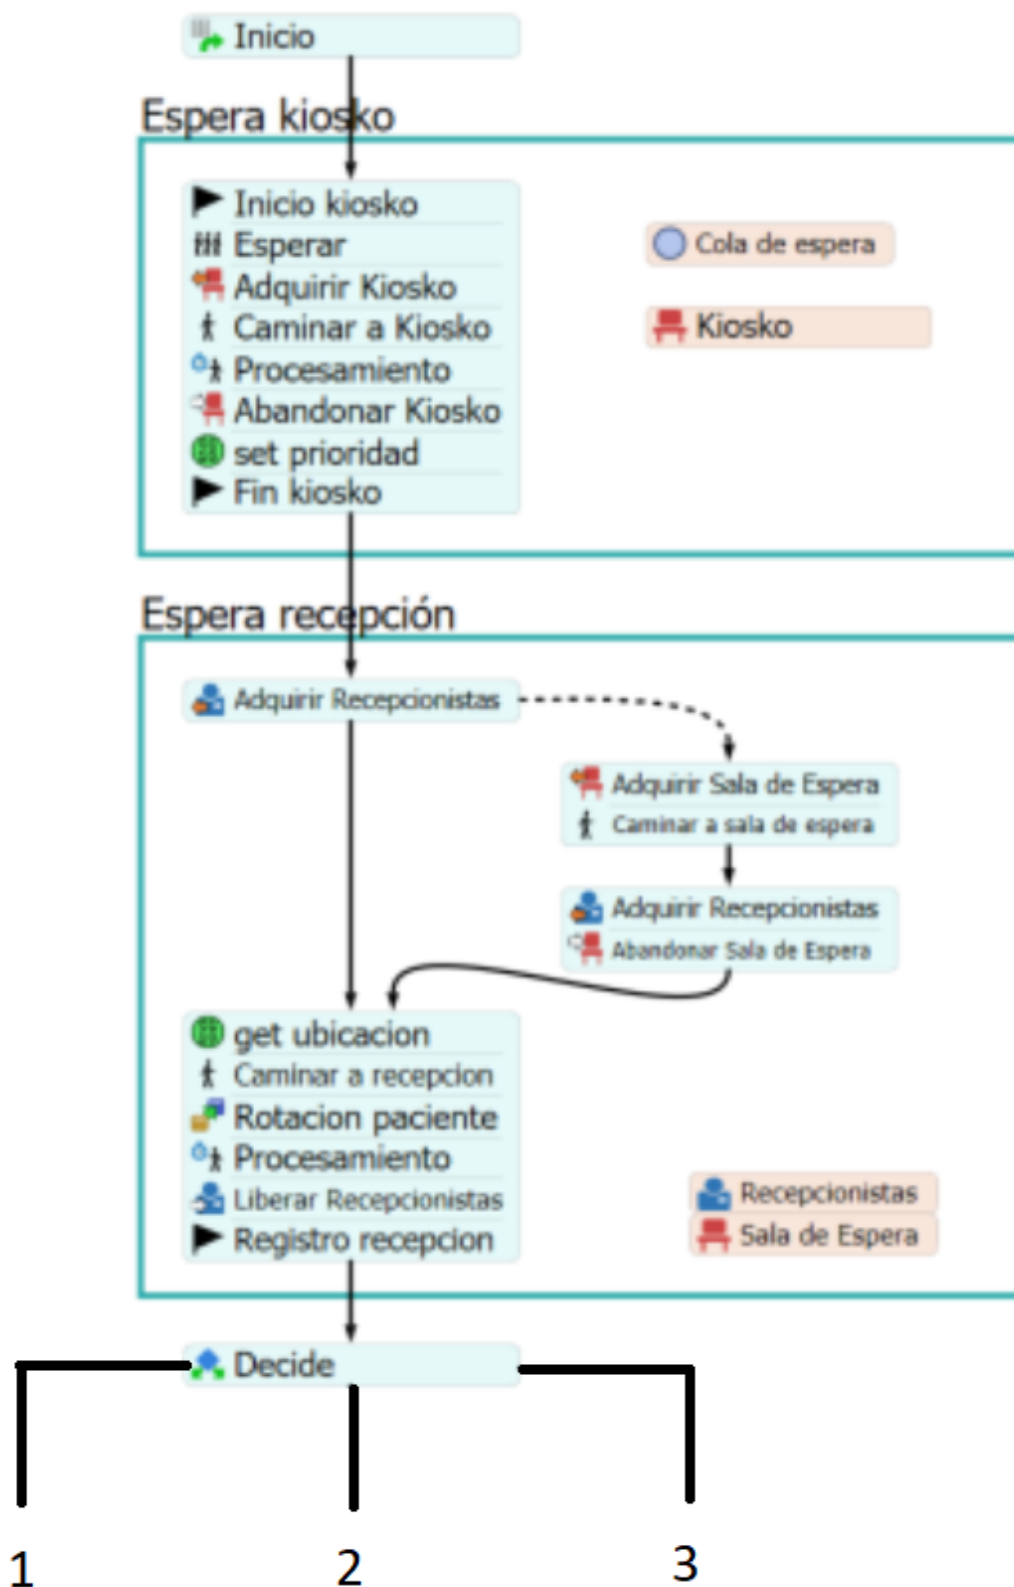 Inicio
Espera kiosko
Inicio kiosko
Esperar
Adquirir Kiosko
Caminar a Kiosko
Procesamiento
Abandonar Kiosko
set prioridad
Fin kiosko
Cola de espera
Kiosko
Espera recepción
Adquirir Recepcionistas
Adquirir Sala de Espera
Caminar a sala de espera
Adquirir Recepcionistas
Abandonar Sala de Espera
get ubicacion
Caminar a recepcion
Rotacion paciente
Procesamiento
Liberar Recepcionistas
Registro recepcion
Recepcionistas
Sala de Espera
Decide
1 2 3